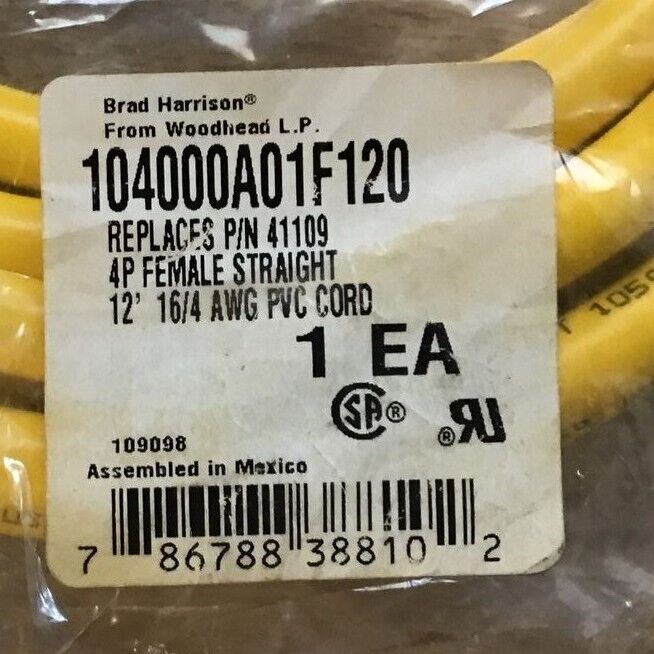 Brad Harrison®
From Woodhead L.P.
104000A01F120
REPLACES P/N 41109
4P FEMALE STRAIGHT
12' 16/4 AWG PVC CORD
1 EA
SA® ®
109098
Assembled in Mexico
7 86788 38810 2